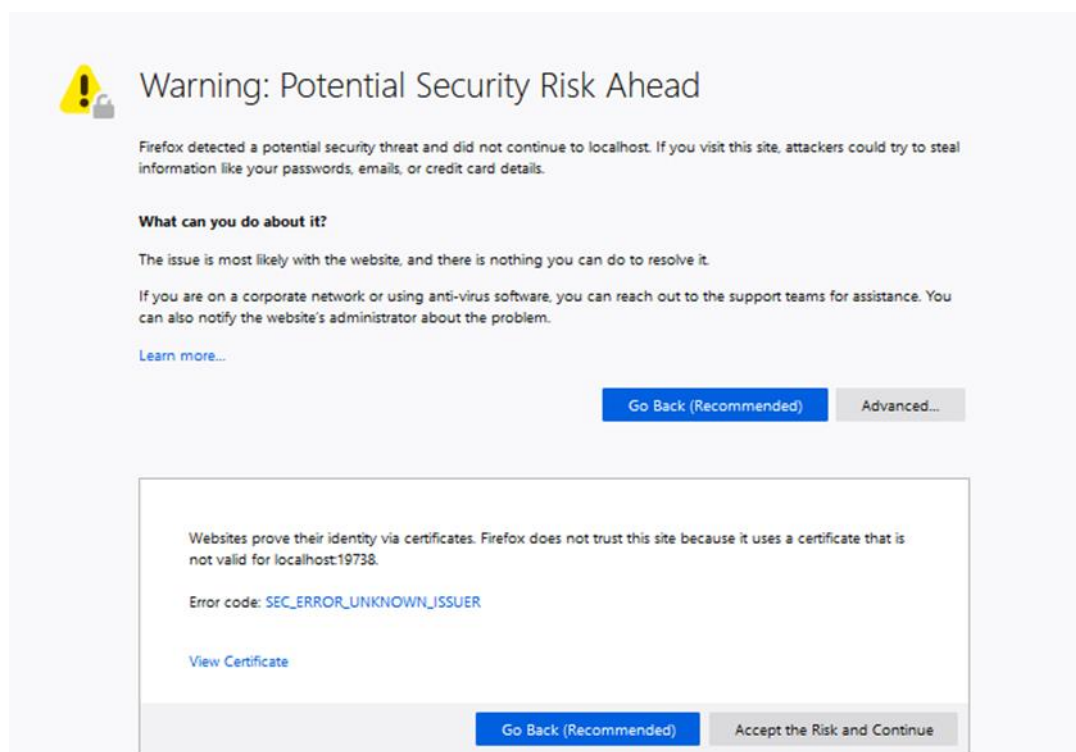 Warning: Potential Security Risk Ahead
Firefox detected a potential security threat and did not continue to localhost. If you visit this site, attackers could try to steal
information like your passwords, emails, or credit card details.
What can you do about it?
The issue is most likely with the website, and there is nothing you can do to resolve it.
If you are on a corporate network or using anti-virus software, you can reach out to the support teams for assistance. You
can also notify the website's administrator about the problem.
Learn more...
Go Back (Recommended) Advanced...
Websites prove their identity via certificates. Firefox does not trust this site because it uses a certificate that is
not valid for localhost:19738.
Error code: SEC_ERROR_UNKNOWN_ISSUER
View Certificate
Go Back (Recommended) Accept the Risk and Continue